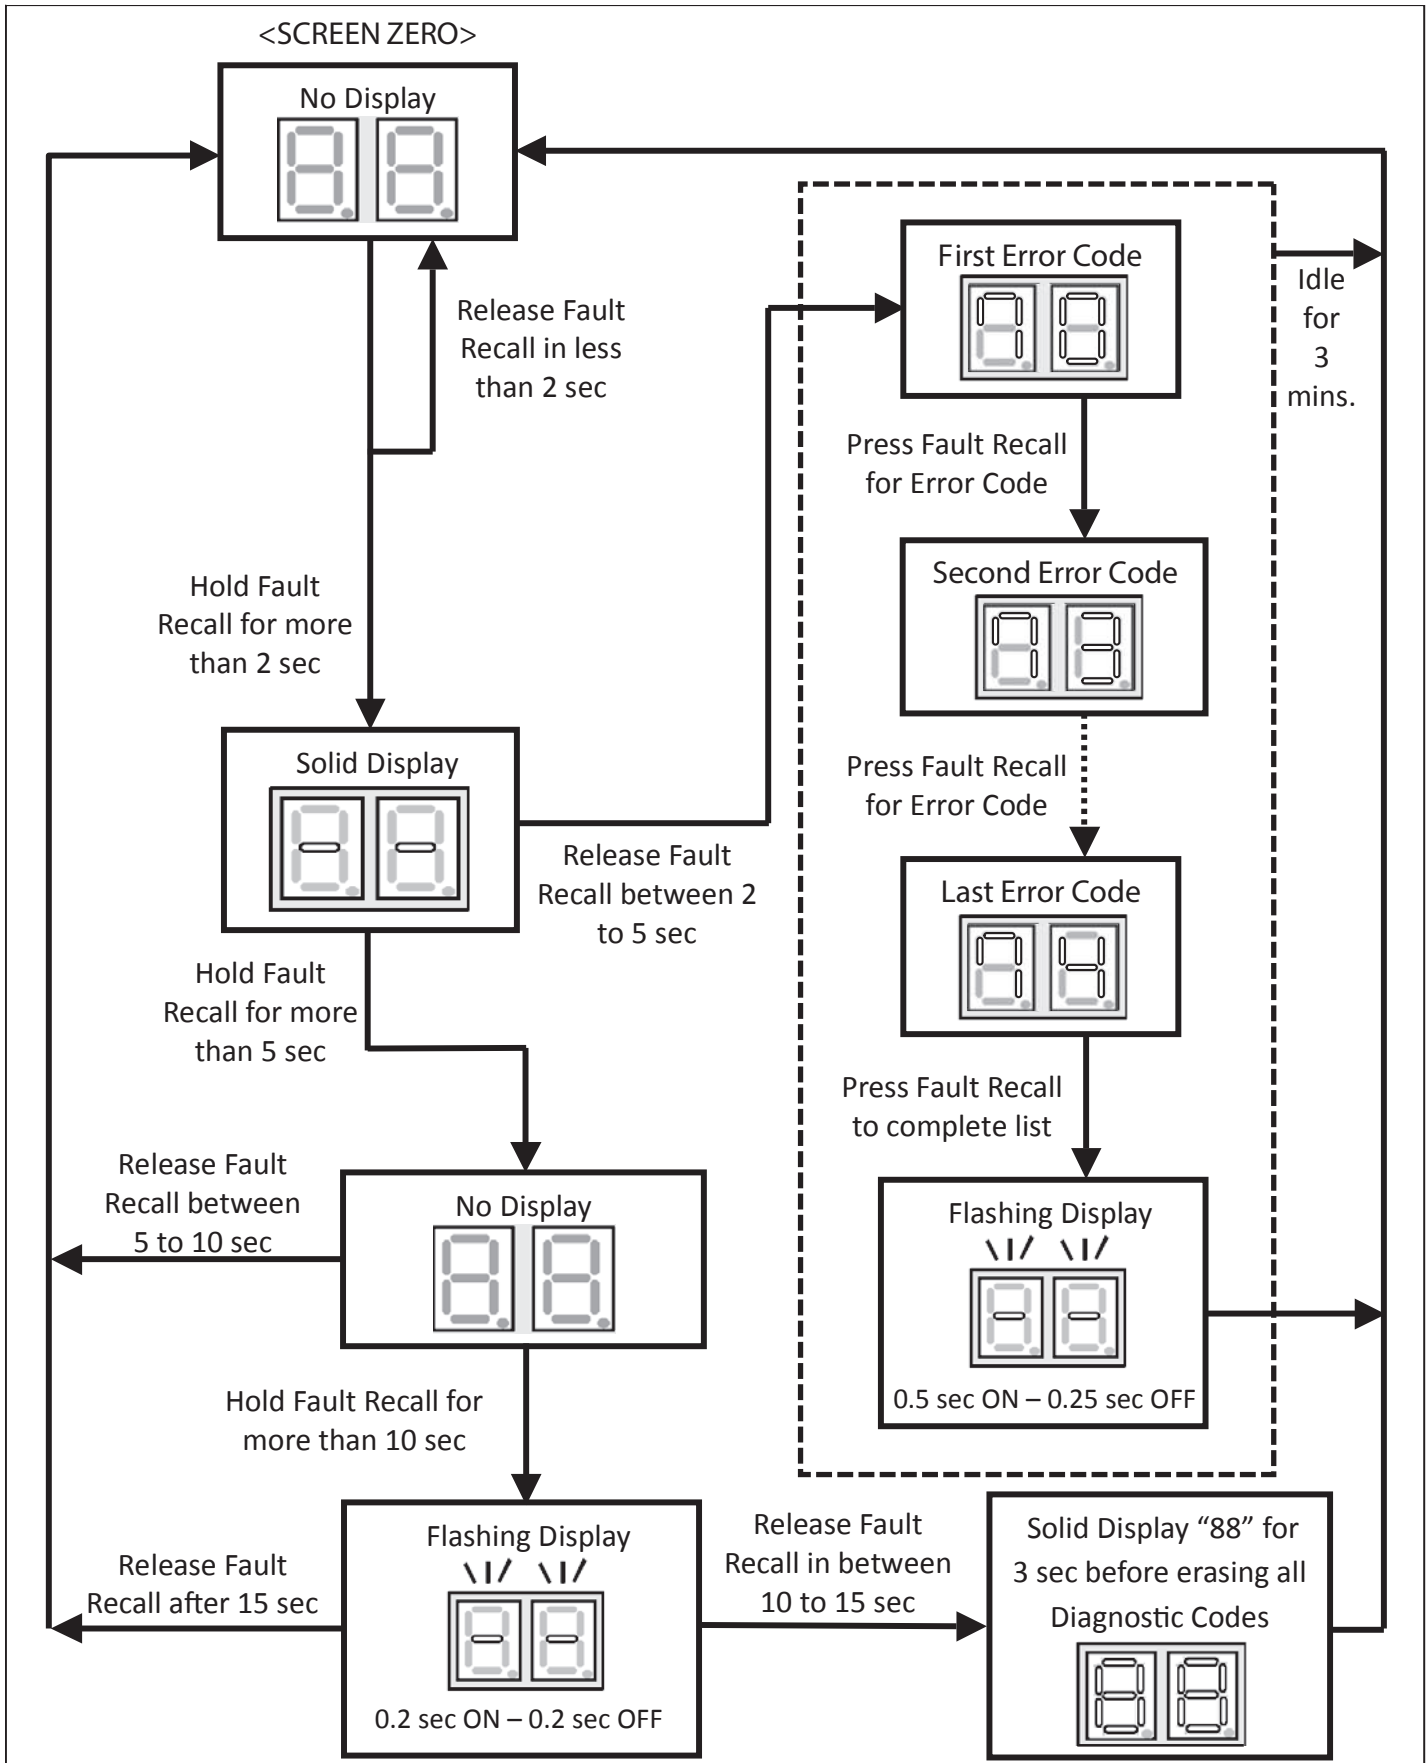 <SCREEN ZERO>
No Display
Release Fault
Recall in less
than 2 sec
Hold Fault
Recall for more
than 2 sec
Solid Display
- -
Release Fault
Recall between 2
to 5 sec
First Error Code
70
Idle
for
3
mins.
Press Fault Recall
for Error Code
Second Error Code
73
Press Fault Recall
for Error Code
Last Error Code
74
Press Fault Recall
to complete list
Flashing Display
- -
0.5 sec ON – 0.25 sec OFF
Hold Fault
Recall for more
than 5 sec
Release Fault
Recall between
5 to 10 sec
No Display
Hold Fault Recall for
more than 10 sec
Release Fault
Recall after 15 sec
Flashing Display
- -
0.2 sec ON – 0.2 sec OFF
Release Fault
Recall in between
10 to 15 sec
Solid Display “88” for
3 sec before erasing all
Diagnostic Codes
88